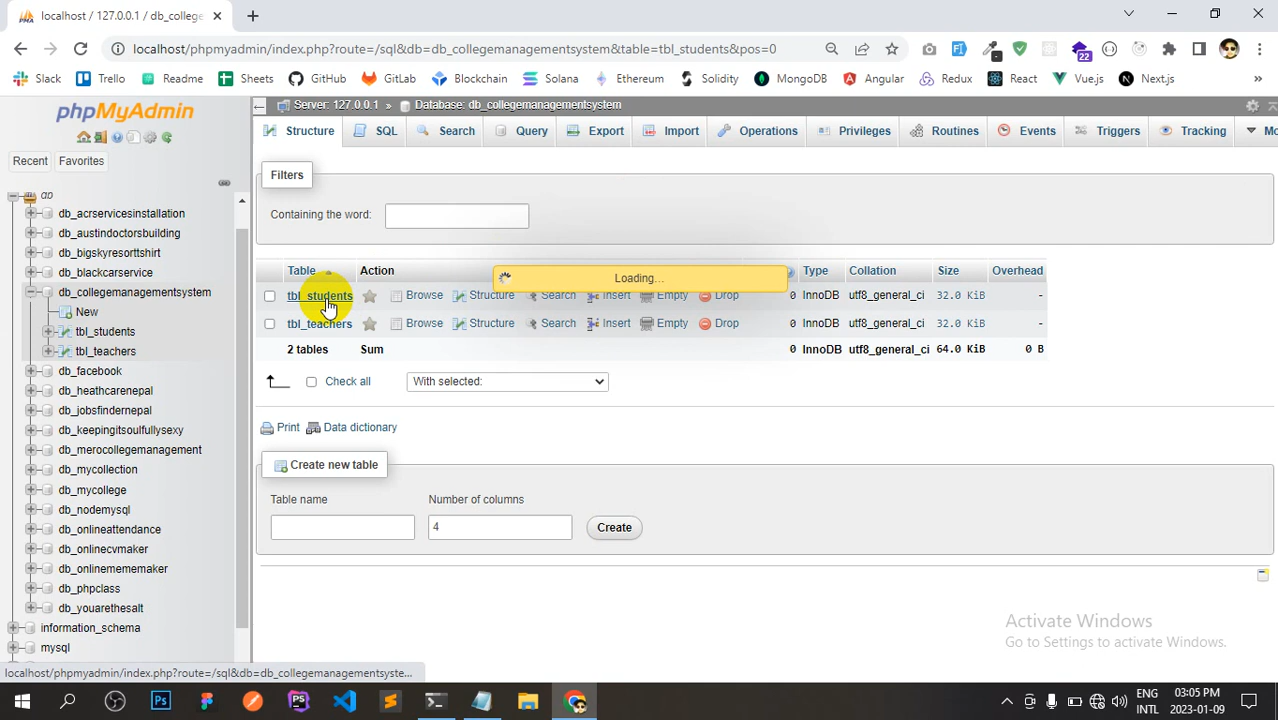 localhost / 127.0.0.1 / db_colleg
localhost/phpmyadmin/index.php?route=/sql&db=db_collegemanagementsystem&table=tbl_students&pos=0
22
Slack Trello Readme Sheets GitHub GitLab Blockchain Solana Ethereum Solidity MongoDB Angular Redux React Vue.js Next.js
phpMyAdmin
Recent Favorites
db_acrservicesinstallation
db_austindoctorsbuilding
db_bigskyresorttshirt
db_blackcarservice
db_collegemanagementsystem
New
tbl_students
tbl_teachers
db_facebook
db_heathcarenepal
db_jobsfindernepal
db_keepingitsoulfullysexy
db_merocollegemanagement
db_mycollection
db_mycollege
db_nodemysql
db_onlineattendance
db_onlinecvmaker
db_onlinemememaker
db_phpclass
db_youarethesalt
information_schema
mysql
Server: 127.0.0.1 » Database: db_collegemanagementsystem
Structure SQL Search Query Export Import Operations Privileges Routines Events Triggers Tracking Mo
Filters
Containing the word:
Loading…
Table Action Type Collation Size Overhead
tbl_students Browse Structure Search Insert Empty Drop 0 InnoDB utf8_general_ci 32.0 KiB -
tbl_teachers Browse Structure Search Insert Empty Drop 0 InnoDB utf8_general_ci 32.0 KiB -
2 tables Sum 0 InnoDB utf8_general_ci 64.0 KiB 0 B
Check all With selected:
Print Data dictionary
Create new table
Table name Number of columns
4 Create
Activate Windows
Go to Settings to activate Windows.
localhost/phpmyadmin/index.php?route=/sql&db=db_collegemanagementsyste...
ENG
INTL
03:05 PM
2023-01-09